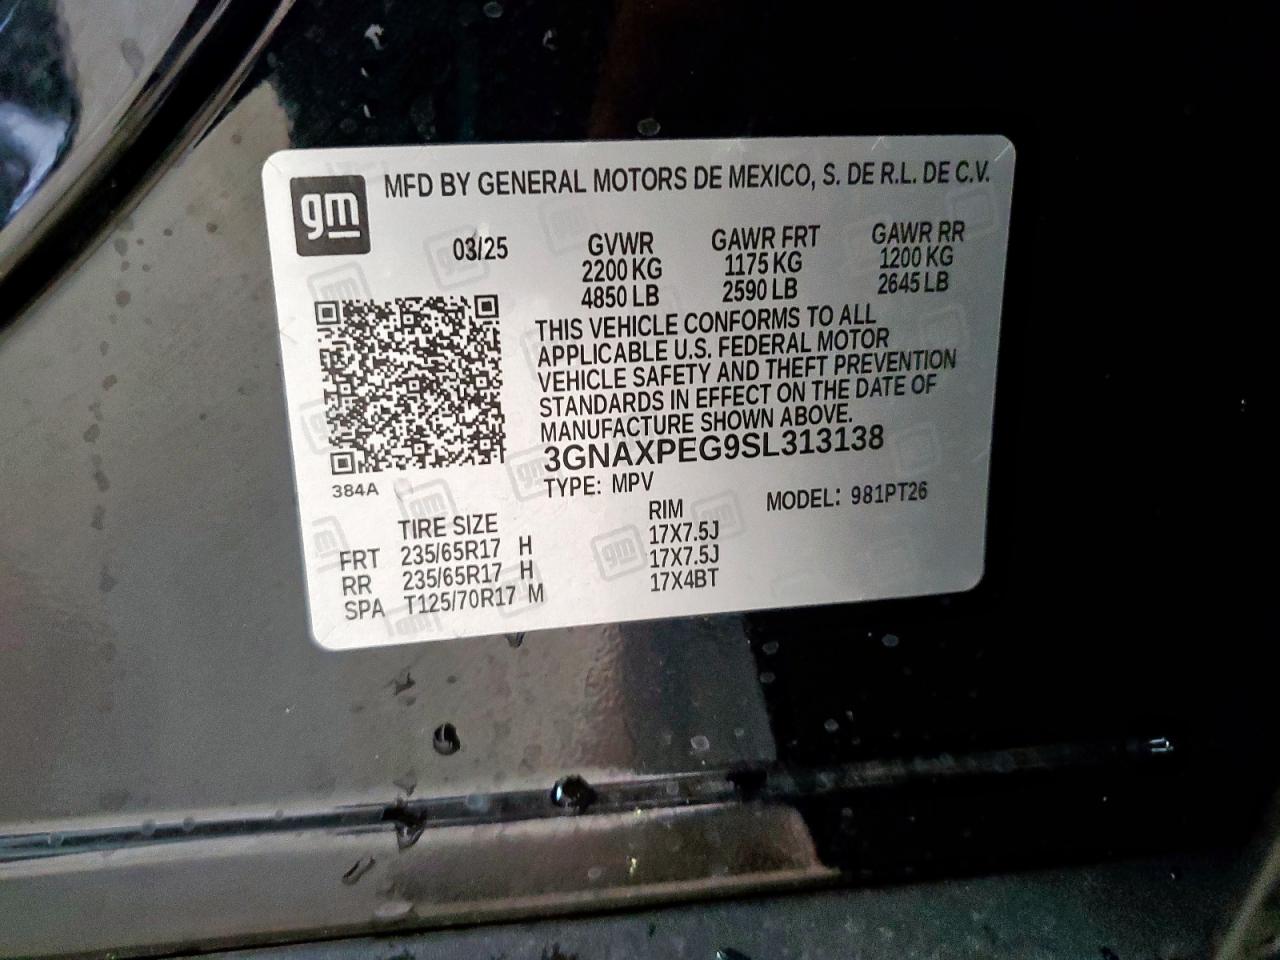 gm
MFD BY GENERAL MOTORS DE MEXICO, S. DE R.L. DE C.V.
03/25 GVWR GAWR FRT GAWR RR
2200 KG 1175 KG 1200 KG
4850 LB 2590 LB 2645 LB
THIS VEHICLE CONFORMS TO ALL
APPLICABLE U.S. FEDERAL MOTOR
VEHICLE SAFETY AND THEFT PREVENTION
STANDARDS IN EFFECT ON THE DATE OF
MANUFACTURE SHOWN ABOVE.
3GNAXPEG9SL313138
384A
TYPE: MPV MODEL: 981PT26
TIRE SIZE RIM
FRT 235/65R17 H 17X7.5J
RR 235/65R17 H 17X7.5J
SPA T125/70R17 M 17X4BT